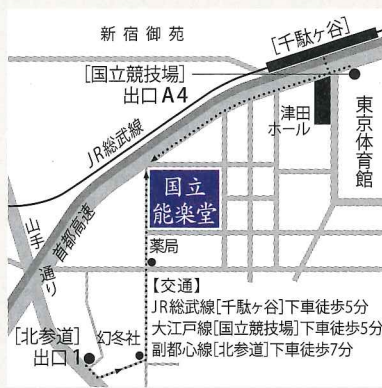 新宿御苑
[千駄ヶ谷]
[国立競技場]
出口A4
津田
ホール
東京体育館
JR総武線
国立
能楽堂
首都高速
山手通り
薬局
【交通】
JR総武線[千駄ヶ谷]下車徒歩5分
大江戸線[国立競技場]下車徒歩5分
副都心線[北参道]下車徒歩7分
[北参道]
出口1
幻冬社